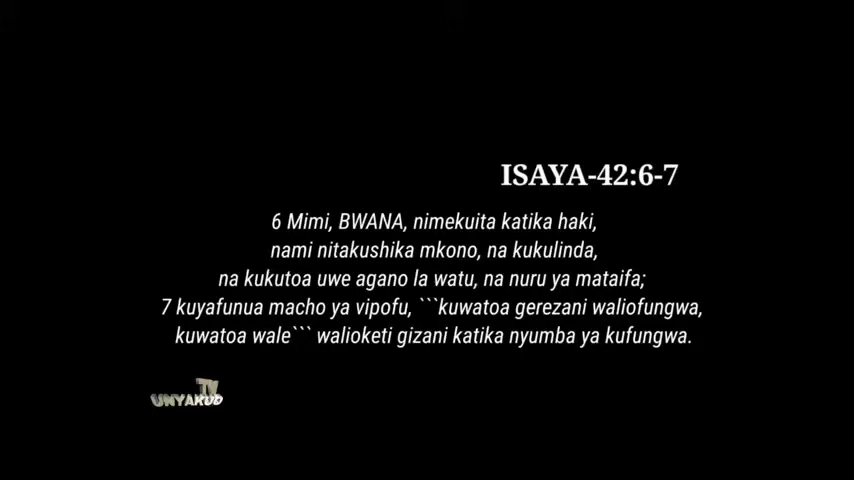 ISAYA-42:6-7
6 Mimi, BWANA, nimekuita katika haki,
nami nitakushika mkono, na kukulinda,
na kukutoa uwe agano la watu, na nuru ya mataifa;
7 kuyafunua macho ya vipofu, ```kuwatoa gerezani waliofungwa,
kuwatoa wale``` walioketi gizani katika nyumba ya kufungwa.
TV
UNYAKUO